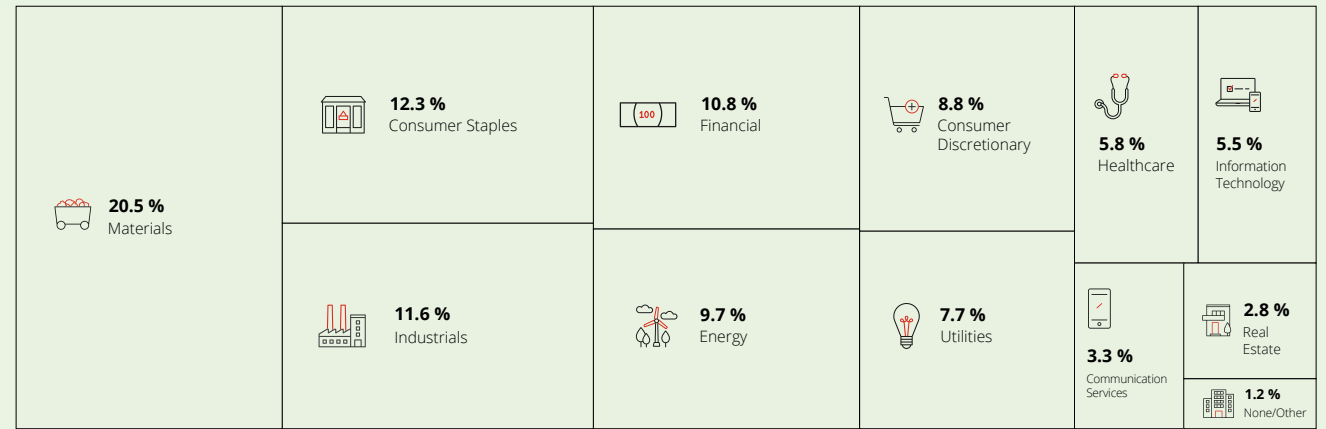 20.5 %
Materials
12.3 %
Consumer Staples
11.6 %
Industrials
100
10.8 %
Financial
9.7 %
Energy
8.8 %
Consumer
Discretionary
7.7 %
Utilities
5.8 %
Healthcare
5.5 %
Information
Technology
3.3 %
Communication
Services
2.8 %
Real
Estate
1.2 %
None/Other